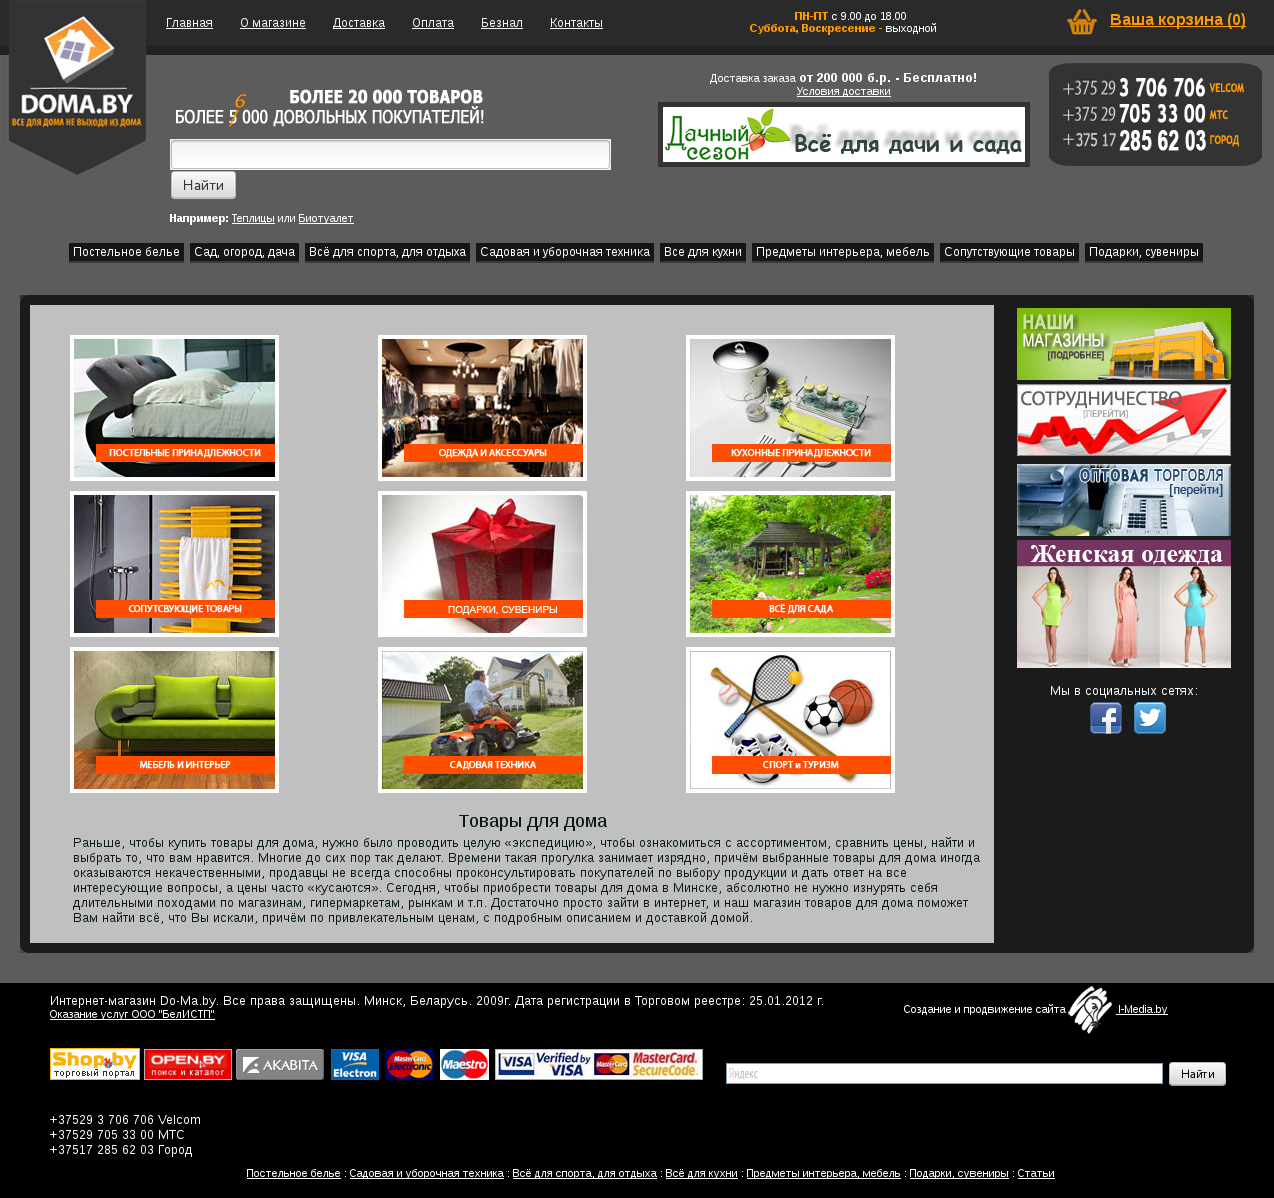 Главная О магазине Доставка Оплата Безнал Контакты
ПН-ПТ с 9.00 до 18.00
Суббота, Воскресение - выходной
Ваша корзина (0)
DOMA.BY
ВСЕ ДЛЯ ДОМА НЕ ВЫХОДЯ ИЗ ДОМА
БОЛЕЕ 20 000 ТОВАРОВ
6
БОЛЕЕ 5 000 ДОВОЛЬНЫХ ПОКУПАТЕЛЕЙ!
Найти
Например: Теплицы или Биотуалет
Доставка заказа от 200 000 б.р. - Бесплатно!
Условия доставки
Дачный сезон
Всё для дачи и сада
+375 29 3 706 706 VELCOM
+375 29 705 33 00 МТС
+375 17 285 62 03 ГОРОД
Постельное белье Сад, огород, дача Всё для спорта, для отдыха Садовая и уборочная техника Все для кухни Предметы интерьера, мебель Сопутствующие товары Подарки, сувениры
ПОСТЕЛЬНЫЕ ПРИНАДЛЕЖНОСТИ
ОДЕЖДА И АКСЕССУАРЫ
КУХОННЫЕ ПРИНАДЛЕЖНОСТИ
СОПУТСВУЮЩИЕ ТОВАРЫ
ПОДАРКИ, СУВЕНИРЫ
ВСЁ ДЛЯ САДА
МЕБЕЛЬ И ИНТЕРЬЕР
САДОВАЯ ТЕХНИКА
СПОРТ и ТУРИЗМ
НАШИ
МАГАЗИНЫ
[ПОДРОБНЕЕ]
СОТРУДНИЧЕСТВО
[ПЕРЕЙТИ]
ОПТОВАЯ ТОРГОВЛЯ
[перейти]
Женская одежда
Мы в социальных сетях:
Товары для дома
Раньше, чтобы купить товары для дома, нужно было проводить целую «экспедицию», чтобы ознакомиться с ассортиментом, сравнить цены, найти и
выбрать то, что вам нравится. Многие до сих пор так делают. Времени такая прогулка занимает изрядно, причём выбранные товары для дома иногда
оказываются некачественными, продавцы не всегда способны проконсультировать покупателей по выбору продукции и дать ответ на все
интересующие вопросы, а цены часто «кусаются». Сегодня, чтобы приобрести товары для дома в Минске, абсолютно не нужно изнурять себя
длительными походами по магазинам, гипермаркетам, рынкам и т.п. Достаточно просто зайти в интернет, и наш магазин товаров для дома поможет
Вам найти всё, что Вы искали, причём по привлекательным ценам, с подробным описанием и доставкой домой.
Интернет-магазин Do-Ma.by. Все права защищены. Минск, Беларусь. 2009г. Дата регистрации в Торговом реестре: 25.01.2012 г.
Оказание услуг ООО "БелИСТП"
Создание и продвижение сайта I-Media.by
Shop.by
торговый портал
OPEN.BY
ПОИСК И КАТАЛОГ
AKABITA
VISA
Electron
MasterCard
Electronic
Maestro
VISA Verified by VISA MasterCard MasterCard SecureCode.
Яндекс
Найти
+37529 3 706 706 Velcom
+37529 705 33 00 МТС
+37517 285 62 03 Город
Постельное белье : Садовая и уборочная техника : Всё для спорта, для отдыха : Всё для кухни : Предметы интерьера, мебель : Подарки, сувениры : Статьи